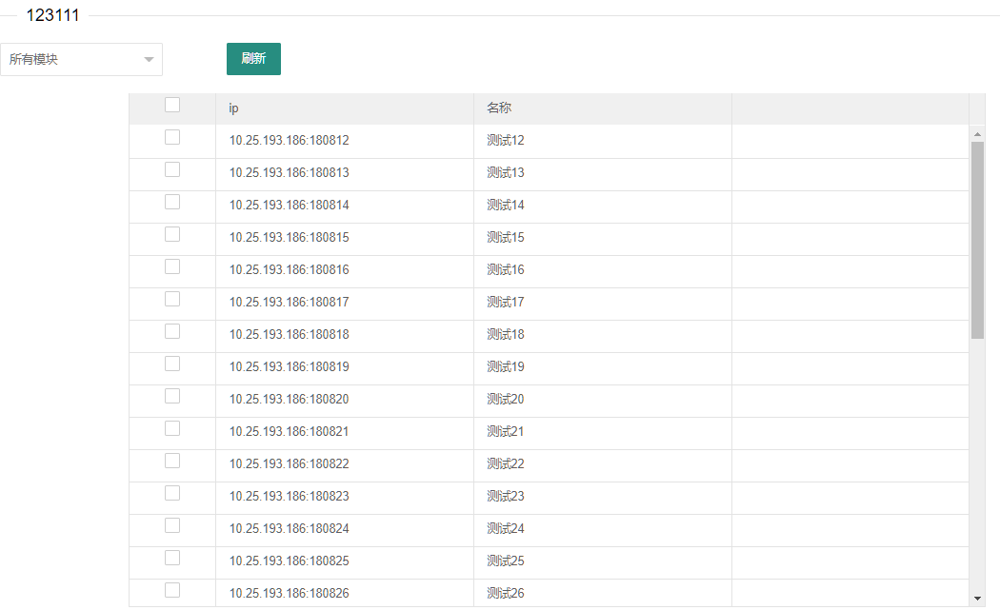 123111
所有模块 刷新
ip 名称
10.25.193.186:180812 测试12
10.25.193.186:180813 测试13
10.25.193.186:180814 测试14
10.25.193.186:180815 测试15
10.25.193.186:180816 测试16
10.25.193.186:180817 测试17
10.25.193.186:180818 测试18
10.25.193.186:180819 测试19
10.25.193.186:180820 测试20
10.25.193.186:180821 测试21
10.25.193.186:180822 测试22
10.25.193.186:180823 测试23
10.25.193.186:180824 测试24
10.25.193.186:180825 测试25
10.25.193.186:180826 测试26